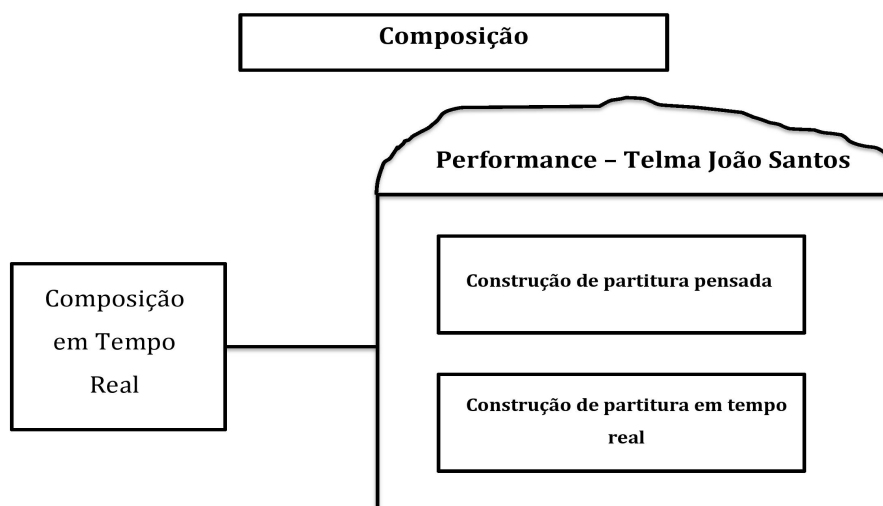 Composição
Performance – Telma João Santos
Construção de partitura pensada
Composição
em Tempo
Real
Construção de partitura em tempo
real